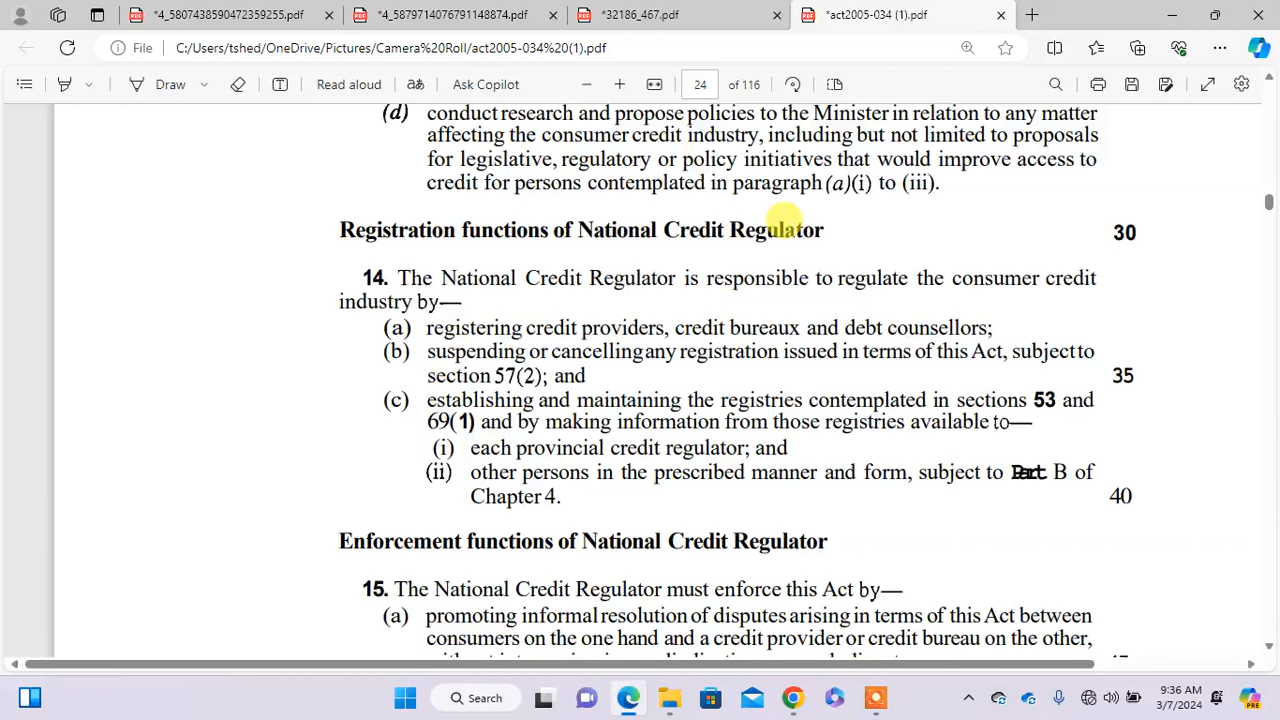 *4_5807438590472359255.pdf
*4_5879714078791148874.pdf
*32186_467.pdf
*act2005-034 (1).pdf
File
C:/Users/tshed/OneDrive/Pictures/Camera%20Roll/act2005-034%20(1).pdf
Draw
Read aloud
aあ
Ask Copilot
24 of 116
(d) conduct research and propose policies to the Minister in relation to any matter
affecting the consumer credit industry, including but not limited to proposals
for legislative, regulatory or policy initiatives that would improve access to
credit for persons contemplated in paragraph (a)(i) to (iii).
Registration functions of National Credit Regulator 30
14. The National Credit Regulator is responsible to regulate the consumer credit
industry by—
(a) registering credit providers, credit bureaux and debt counsellors;
(b) suspending or cancelling any registration issued in terms of this Act, subject to
section 57(2); and 35
(c) establishing and maintaining the registries contemplated in sections 53 and
69(1) and by making information from those registries available to—
(i) each provincial credit regulator; and
(ii) other persons in the prescribed manner and form, subject to Part B of
Chapter 4. 40
Enforcement functions of National Credit Regulator
15. The National Credit Regulator must enforce this Act by—
(a) promoting informal resolution of disputes arising in terms of this Act between
consumers on the one hand and a credit provider or credit bureau on the other,
Search
9:36 AM
3/7/2024
PRE